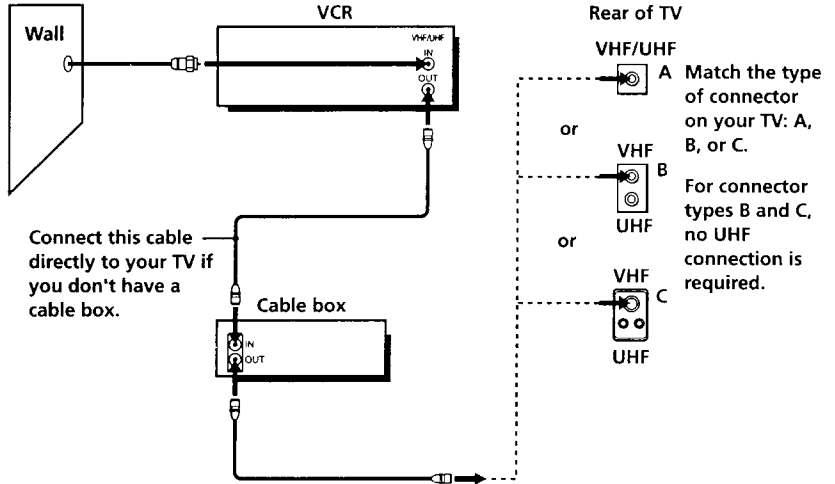 VCR
Wall
VHF/UHF
IN
OUT
Rear of TV
VHF/UHF
A
Match the type
of connector
on your TV: A,
B, or C.
or
VHF
B
UHF
For connector
types B and C,
no UHF
connection is
required.
or
VHF
C
UHF
Connect this cable
directly to your TV if
you don't have a
cable box.
Cable box
IN
OUT